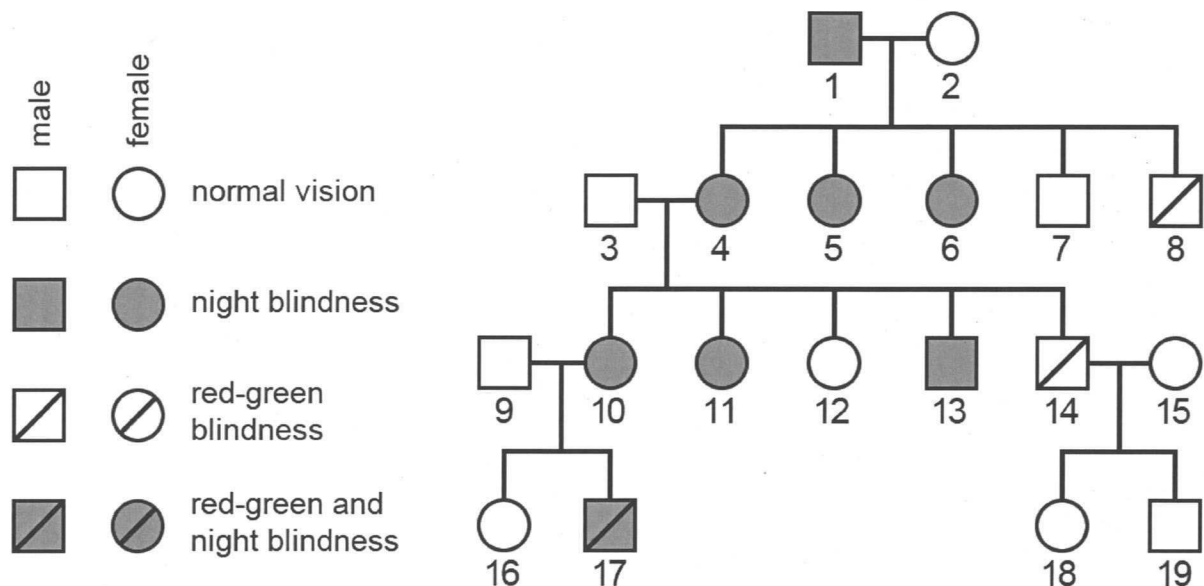 male
female
normal vision
night blindness
red-green
blindness
red-green and
night blindness
1 2
3 4 5 6 7 8
9 10 11 12 13 14 15
16 17 18 19